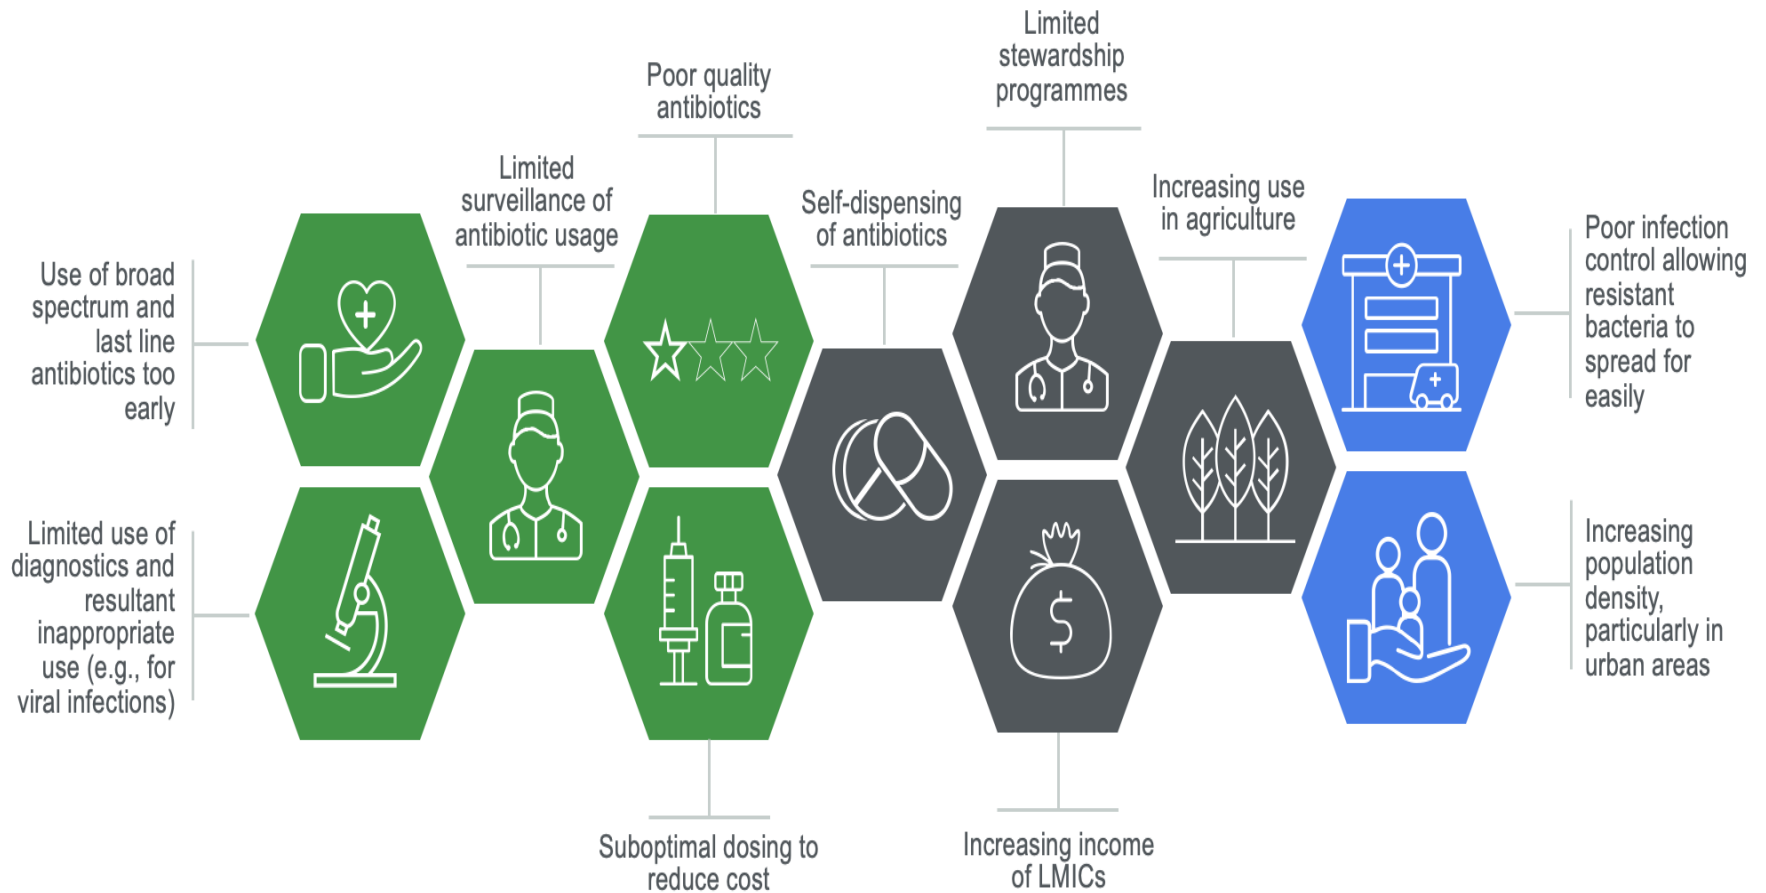 Limited
stewardship
programmes
Poor quality
antibiotics
Limited
surveillance of
antibiotic usage
Self-dispensing
of antibiotics
Increasing use
in agriculture
Use of broad
spectrum and
last line
antibiotics too
early
Poor infection
control allowing
resistant
bacteria to
spread for
easily
Limited use of
diagnostics and
resultant
inappropriate
use (e.g., for
viral infections)
Increasing
population
density,
particularly in
urban areas
$
Suboptimal dosing to
reduce cost
Increasing income
of LMICs